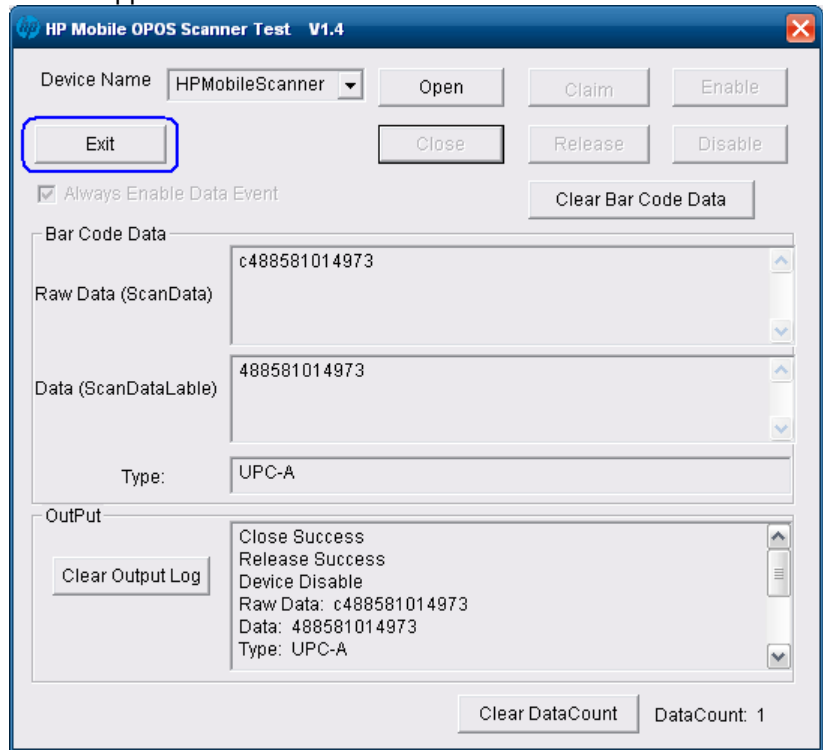 HP Mobile OPOS Scanner Test V1.4
Device Name HPMobileScanner Open Claim Enable
Exit Close Release Disable
Always Enable Data Event Clear Bar Code Data
Bar Code Data
Raw Data (ScanData) c488581014973
Data (ScanDataLable) 488581014973
Type: UPC-A
OutPut
Clear Output Log
Close Success
Release Success
Device Disable
Raw Data: c488581014973
Data: 488581014973
Type: UPC-A
Clear DataCount DataCount: 1